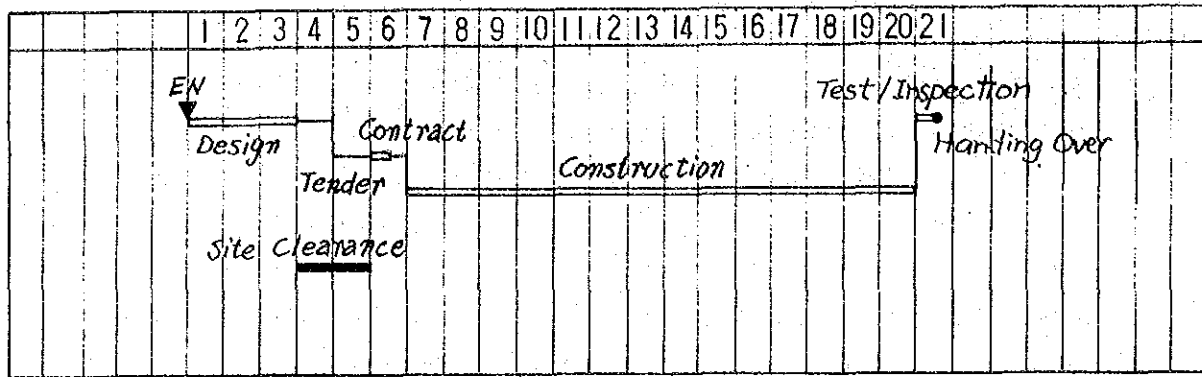 1 2 3 4 5 6 7 8 9 10 11 12 13 14 15 16 17 18 19 20 21
EN
Test/Inspection
Design
Contract
Handing Over
Tender
Construction
Site Clearance